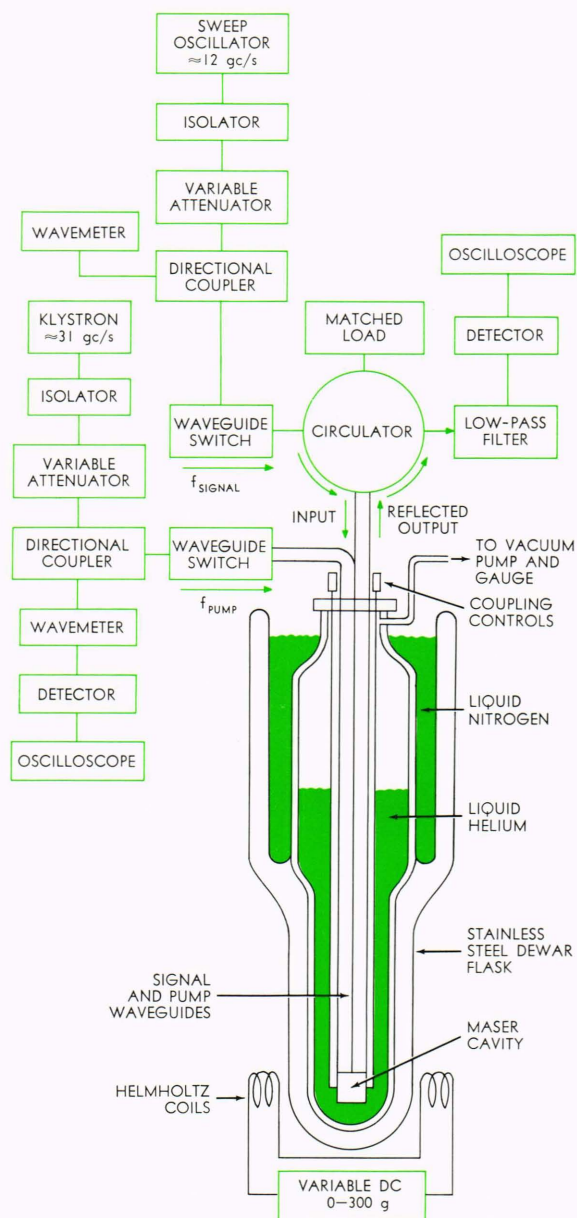 SWEEP
OSCILLATOR
≈12 gc/s
ISOLATOR
VARIABLE
ATTENUATOR
WAVEMETER
DIRECTIONAL
COUPLER
OSCILLOSCOPE
KLYSTRON
≈31 gc/s
MATCHED
LOAD
DETECTOR
ISOLATOR
WAVEGUIDE
SWITCH
CIRCULATOR
LOW-PASS
FILTER
VARIABLE
ATTENUATOR
fSIGNAL
INPUT
REFLECTED
OUTPUT
DIRECTIONAL
COUPLER
WAVEGUIDE
SWITCH
TO VACUUM
PUMP AND
GAUGE
fPUMP
COUPLING
CONTROLS
WAVEMETER
DETECTOR
OSCILLOSCOPE
LIQUID
NITROGEN
LIQUID
HELIUM
STAINLESS
STEEL DEWAR
FLASK
SIGNAL
AND PUMP
WAVEGUIDES
MASER
CAVITY
HELMHOLTZ
COILS
VARIABLE DC
0–300 g